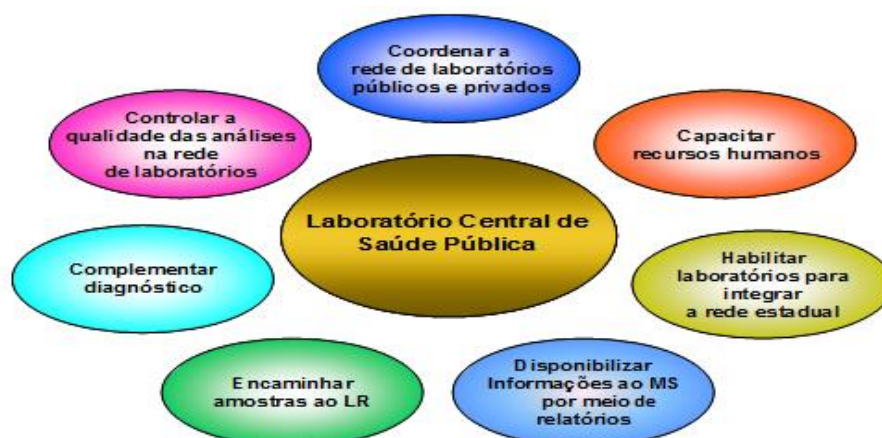 Coordenar a
rede de laboratórios
públicos e privados
Controlar a
qualidade das análises
na rede
de laboratórios
Capacitar
recursos humanos
Laboratório Central de
Saúde Pública
Complementar
diagnóstico
Habilitar
laboratórios para
integrar
a rede estadual
Encaminhar
amostras ao LR
Disponibilizar
Informações ao MS
por meio de
relatórios